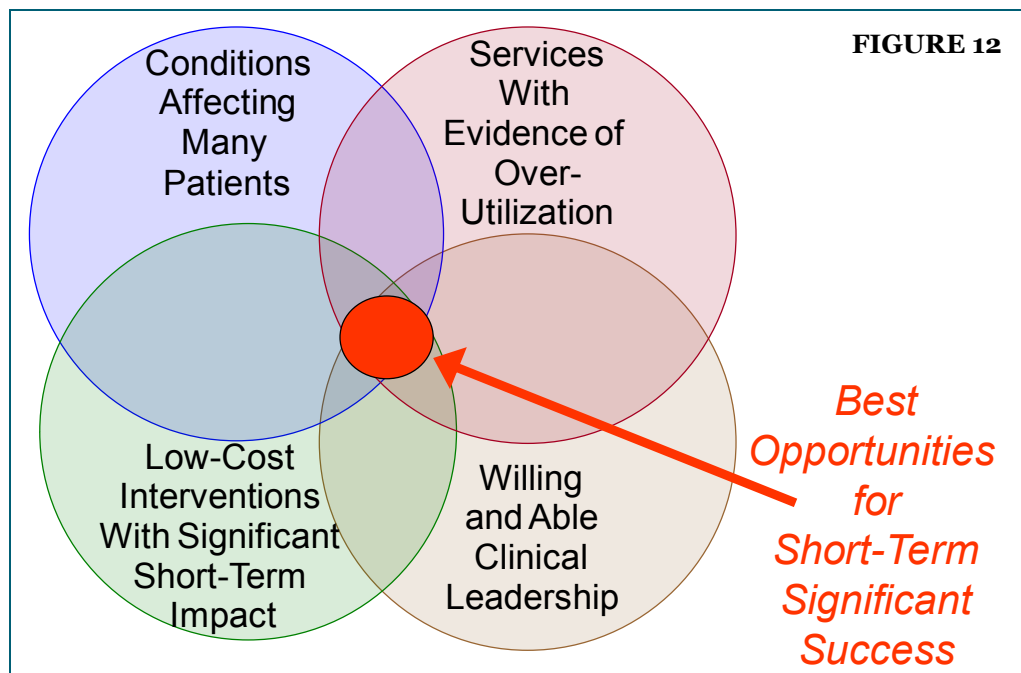 FIGURE 12
Conditions
Affecting
Many
Patients
Services
With
Evidence of
Over-
Utilization
Low-Cost
Interventions
With Significant
Short-Term
Impact
Willing
and Able
Clinical
Leadership
Best
Opportunities
for
Short-Term
Significant
Success